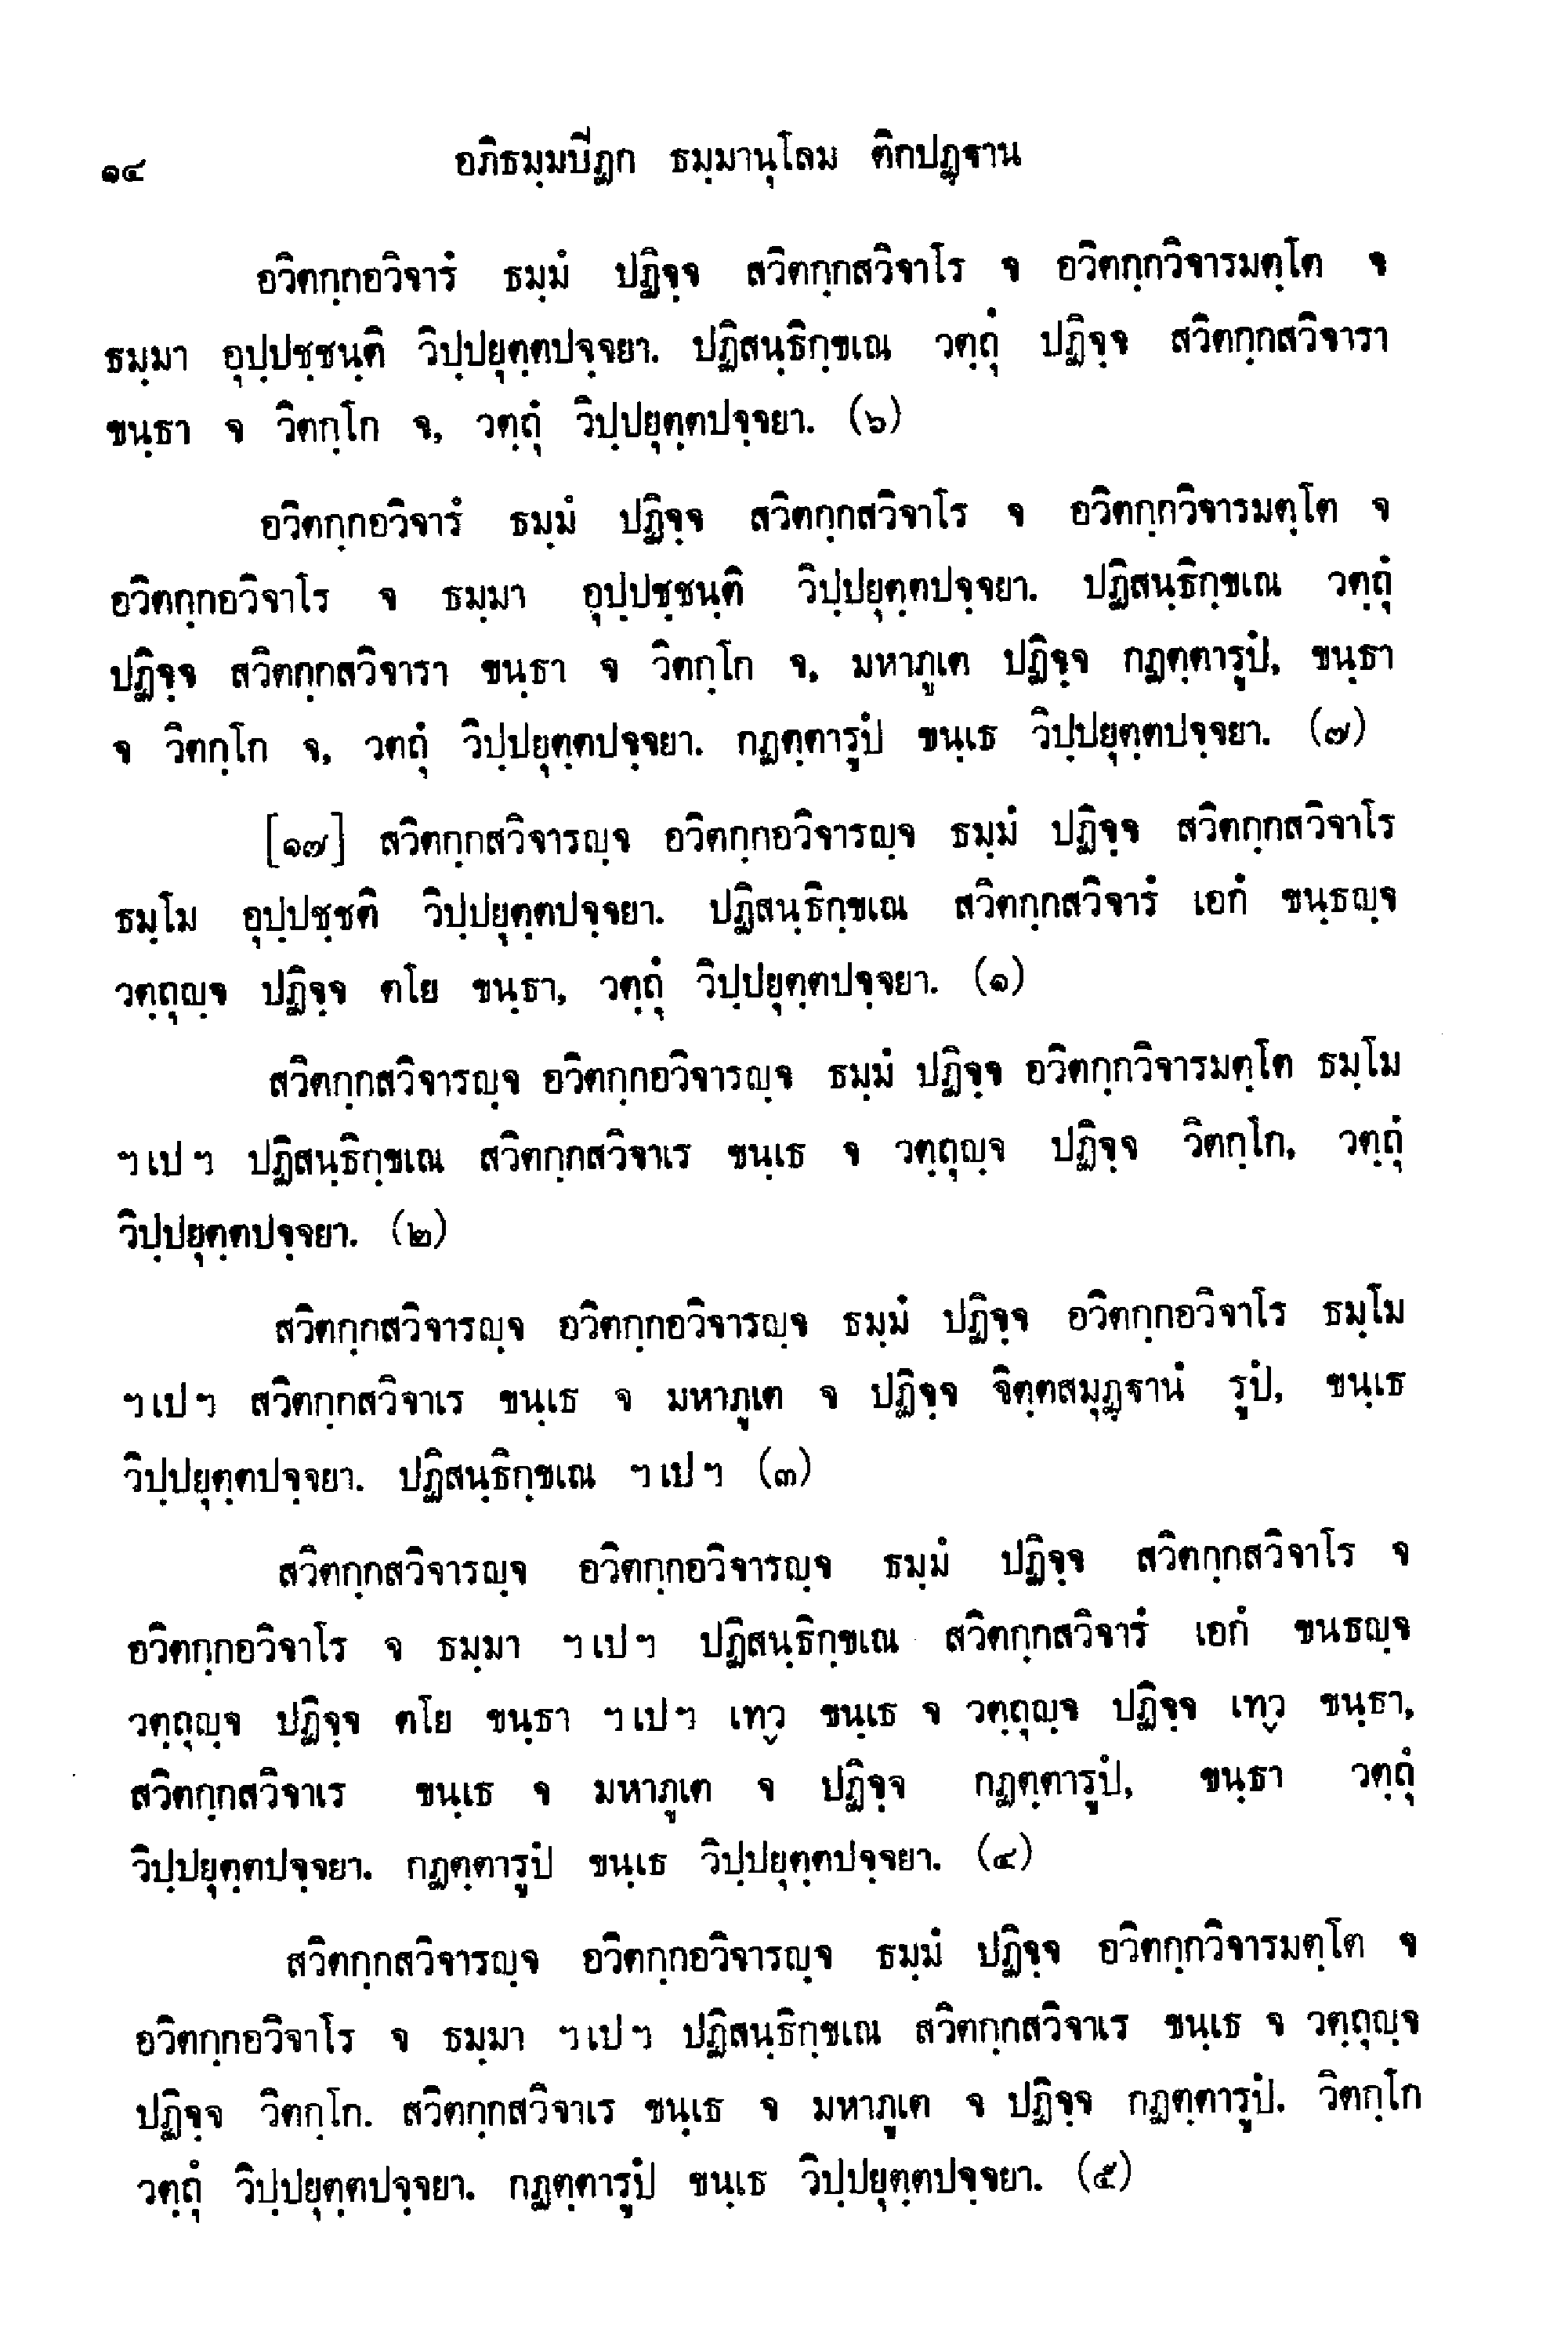 ๑๔ อภิธมฺมปิฏก ธมฺมานุโลม ติกปฏฺฐาน
อวิตกฺกอวิจารํ ธมฺมํ ปฏิจฺจ สวิตกฺกสวิจาโร จ อวิตกฺกวิจารมตฺโต จ
ธมฺมา อุปฺปชฺชนฺติ วิปฺปยุตฺตปจฺจยา. ปฏิสนฺธิกฺขเณ วตฺถุํ ปฏิจฺจ สวิตกฺกสวิจารา
ขนฺธา จ วิตกฺโก จ, วตฺถุํ วิปฺปยุตฺตปจฺจยา. (๖)
อวิตกฺกอวิจารํ ธมฺมํ ปฏิจฺจ สวิตกฺกสวิจาโร จ อวิตกฺกวิจารมตฺโต จ
อวิตกฺกอวิจาโร จ ธมฺมา อุปฺปชฺชนฺติ วิปฺปยุตฺตปจฺจยา. ปฏิสนฺธิกฺขเณ วตฺถุํ
ปฏิจฺจ สวิตกฺกสวิจารา ขนฺธา จ วิตกฺโก จ, มหาภูเต ปฏิจฺจ กฏตฺตารูปํ, ขนฺธา
จ วิตกฺโก จ, วตถุํ วิปฺปยุตฺตปจฺจยา. กฏตฺตารูปํ ขนฺเธ วิปฺปยุตฺตปจฺจยา. (๗)
[๑๗] สวิตกฺกสวิจารญฺจ อวิตกฺกอวิจารญฺจ ธมฺมํ ปฏิจฺจ สวิตกฺกสวิจาโร
ธมฺโม อุปฺปชฺชติ วิปฺปยุตฺตปจฺจยา. ปฏิสนฺธิกฺขเณ สวิตกฺกสวิจารํ เอกํ ขนฺธญฺจ
วตฺถุญฺจ ปฏิจฺจ ตโย ขนฺธา, วตฺถุํ วิปฺปยุตฺตปจฺจยา. (๑)
สวิตกฺกสวิจารญฺจ อวิตกฺกอวิจารญฺจ ธมฺมํ ปฏิจฺจ อวิตกฺกวิจารมตฺโต ธมฺโม
ฯเปฯ ปฏิสนฺธิกฺขเณ สวิตกฺกสวิจาเร ขนฺเธ จ วตฺถุญฺจ ปฏิจฺจ วิตกฺโก, วตฺถุํ
วิปฺปยุตฺตปจฺจยา. (๒)
สวิตกฺกสวิจารญฺจ อวิตกฺกอวิจารญฺจ ธมฺมํ ปฏิจฺจ อวิตกฺกอวิจาโร ธมฺโม
ฯเปฯ สวิตกฺกสวิจาเร ขนฺเธ จ มหาภูเต จ ปฏิจฺจ จิตฺตสมุฏฺฐานํ รูปํ, ขนฺเธ
วิปฺปยุตฺตปจฺจยา. ปฏิสนฺธิกฺขเณ ฯเปฯ (๓)
สวิตกฺกสวิจารญฺจ อวิตกฺกอวิจารญฺจ ธมฺมํ ปฏิจฺจ สวิตกฺกสวิจาโร จ
อวิตกฺกอวิจาโร จ ธมฺมา ฯเปฯ ปฏิสนฺธิกฺขเณ สวิตกฺกสวิจารํ เอกํ ขนธญฺจ
วตฺถุญฺจ ปฏิจฺจ ตโย ขนฺธา ฯเปฯ เทฺว ขนฺเธ จ วตฺถุญฺจ ปฏิจฺจ เทฺว ขนฺธา,
สวิตกฺกสวิจาเร ขนฺเธ จ มหาภูเต จ ปฏิจฺจ กฏตฺตารูปํ, ขนฺธา วตฺถุํ
วิปฺปยุตฺตปจฺจยา. กฏตฺตารูปํ ขนฺเธ วิปฺปยุตฺตปจฺจยา. (๔)
สวิตกฺกสวิจารญฺจ อวิตกฺกอวิจารญฺจ ธมฺมํ ปฏิจฺจ อวิตกฺกวิจารมตฺโต จ
อวิตกฺกอวิจาโร จ ธมฺมา ฯเปฯ ปฏิสนฺธิกฺขเณ สวิตกฺกสวิจาเร ขนฺเธ จ วตฺถุญฺจ
ปฏิจฺจ วิตกฺโก. สวิตกฺกสวิจาเร ขนฺเธ จ มหาภูเต จ ปฏิจฺจ กฏตฺตารูปํ. วิตกฺโก
วตฺถุํ วิปฺปยุตฺตปจฺจยา. กฏตฺตารูปํ ขนฺเธ วิปฺปยุตฺตปจฺจยา. (๕)